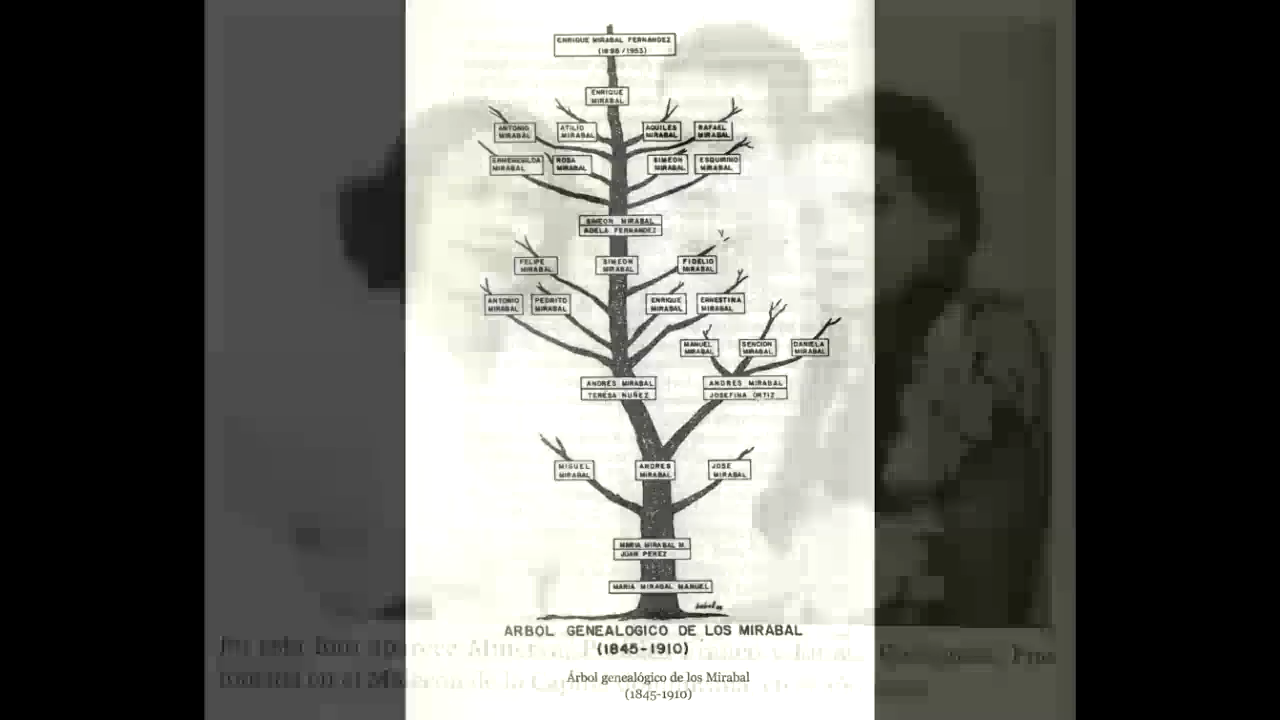 ENRIQUE MIRABAL FERNANDEZ
(1898/1953)
ENRIQUE
MIRABAL
ANTONIO
MIRABAL
ATILIO
MIRABAL
AQUILES
MIRABAL
RAFAEL
MIRABAL
ERMENEGILDA
MIRABAL
ROSA
MIRABAL
SIMEON
MIRABAL
ESQUIRINO
MIRABAL
SIMEON MIRABAL
ADELA FERNANDEZ
FELIPE
MIRABAL
SIMEON
MIRABAL
FIDELIO
MIRABAL
ANTONIO
MIRABAL
PEDRITO
MIRABAL
ENRIQUE
MIRABAL
ERNESTINA
MIRABAL
MANUEL
MIRABAL
SENCION
MIRABAL
DANIELA
MIRABAL
ANDRES MIRABAL
TERESA NUÑEZ
ANDRES MIRABAL
JOSEFINA ORTIZ
MIGUEL
MIRABAL
ANDRES
MIRABAL
JOSE
MIRABAL
MARIA MIRABAL M.
JUAN PEREZ
MARIA MIRABAL MANUEL
ARBOL GENEALOGICO DE LOS MIRABAL
(1845-1910)
Árbol genealógico de los Mirabal
(1845-1910)